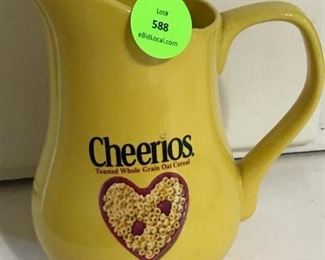 Lot#
588
eBidLocal.com
Cheerios.
Toasted Whole Grain Oat Cereal